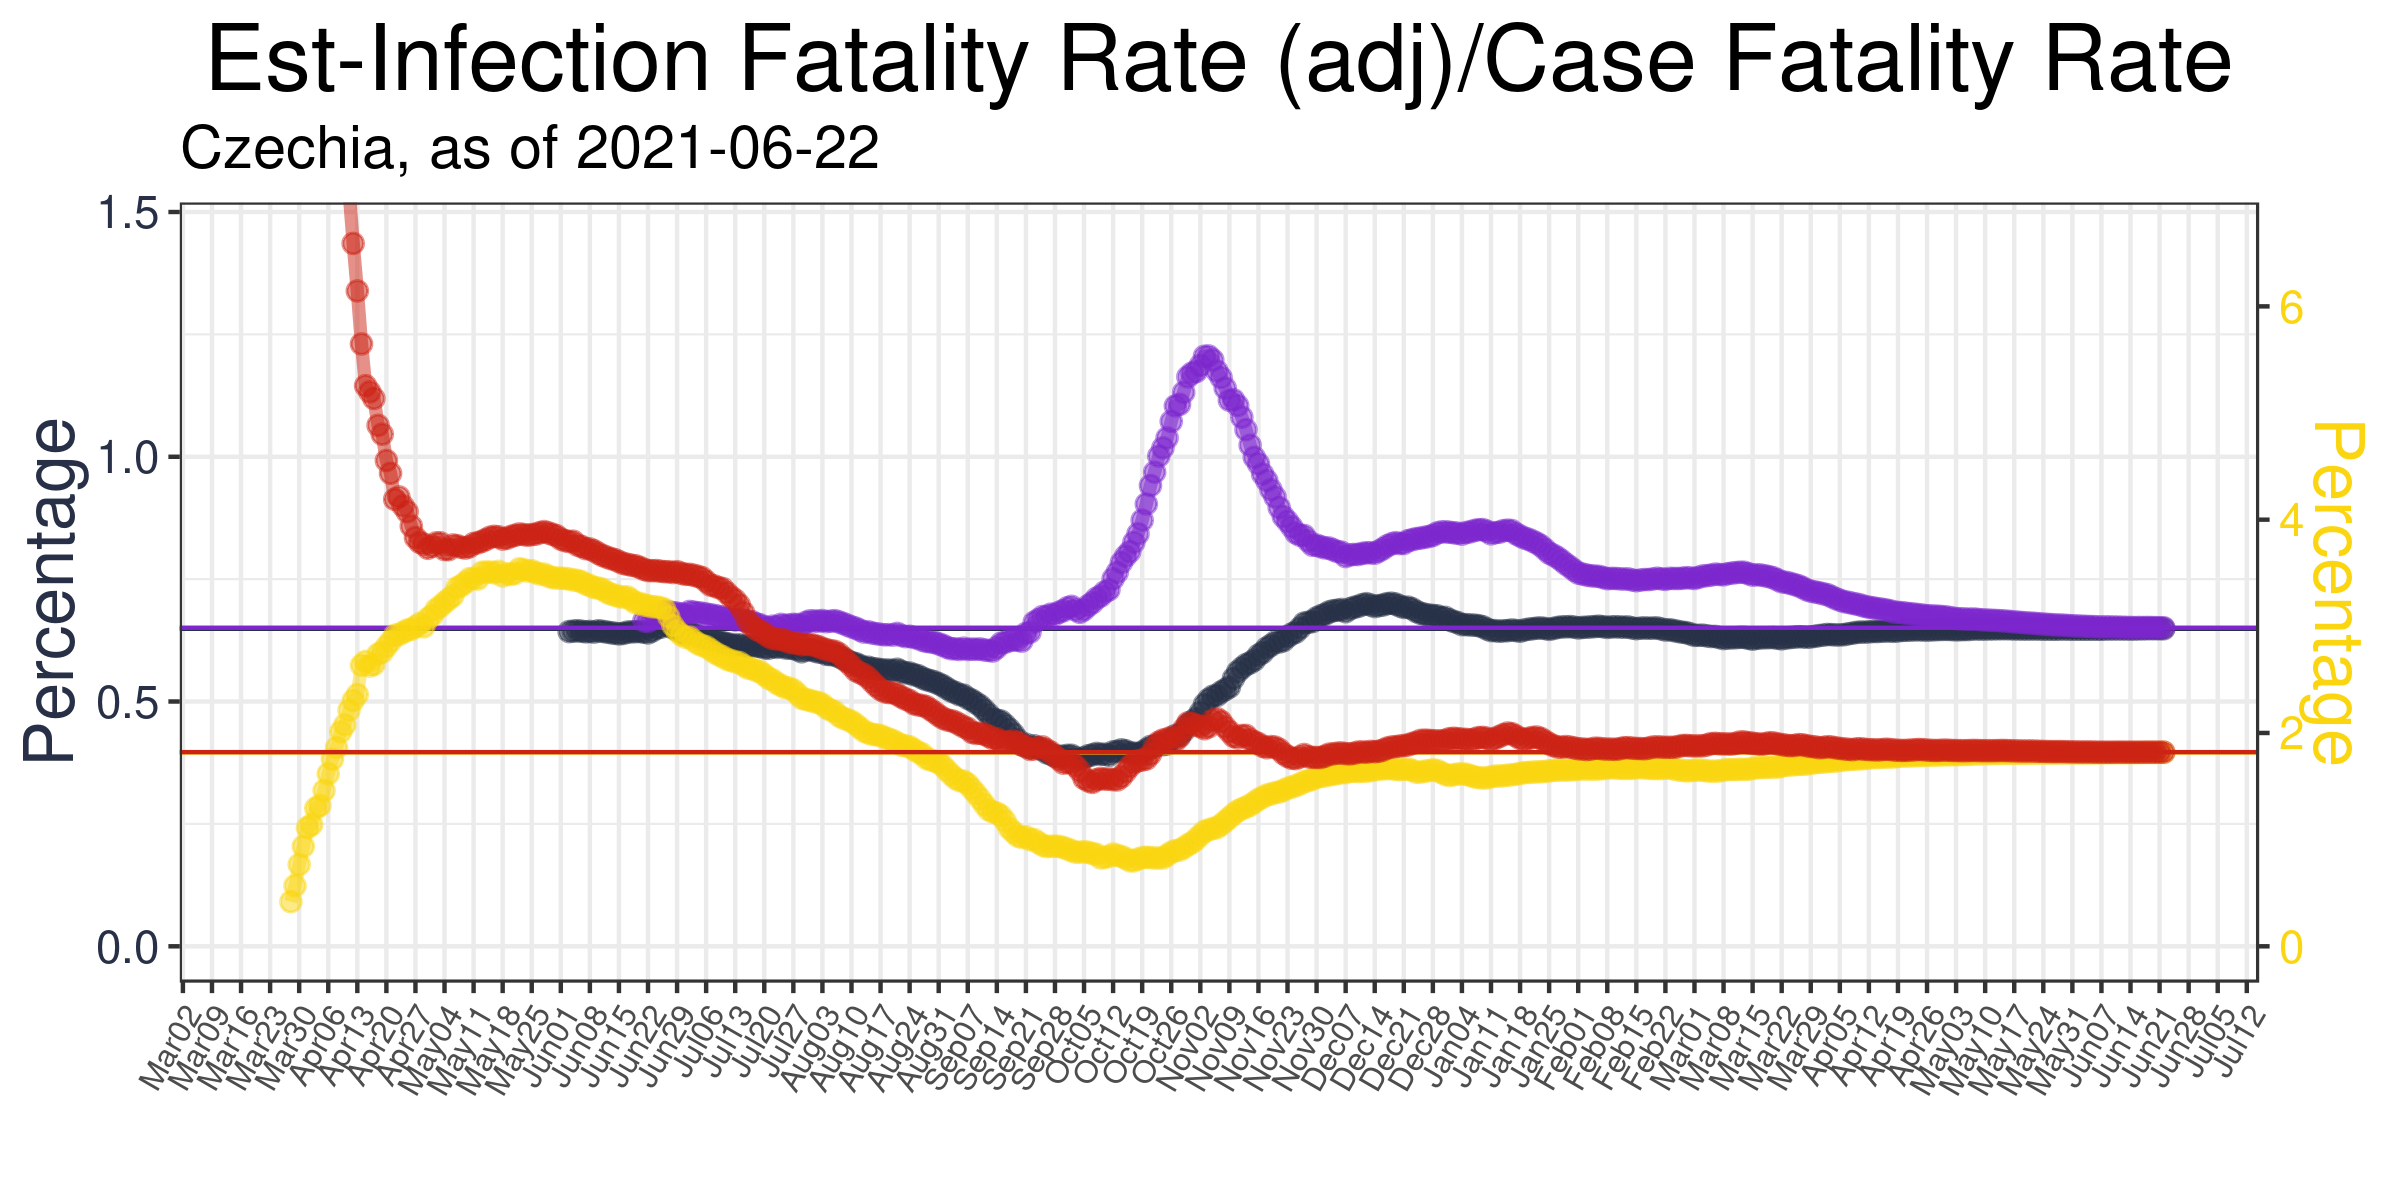 Est-Infection Fatality Rate (adj)/Case Fatality Rate
Czechia, as of 2021-06-22
Percentage
1.5
1.0
0.5
0.0
6
4
2
0
Percentage
Mar02
Mar09
Mar16
Mar23
Mar30
Apr06
Apr13
Apr20
Apr27
May04
May11
May18
May25
Jun01
Jun08
Jun15
Jun22
Jun29
Jul06
Jul13
Jul20
Jul27
Aug03
Aug10
Aug17
Aug24
Aug31
Sep07
Sep14
Sep21
Sep28
Oct05
Oct12
Oct19
Oct26
Nov02
Nov09
Nov16
Nov23
Nov30
Dec07
Dec14
Dec21
Dec28
Jan04
Jan11
Jan18
Jan25
Feb01
Feb08
Feb15
Feb22
Mar01
Mar08
Mar15
Mar22
Mar29
Apr05
Apr12
Apr19
Apr26
May03
May10
May17
May24
May31
Jun07
Jun14
Jun21
Jun28
Jul05
Jul12